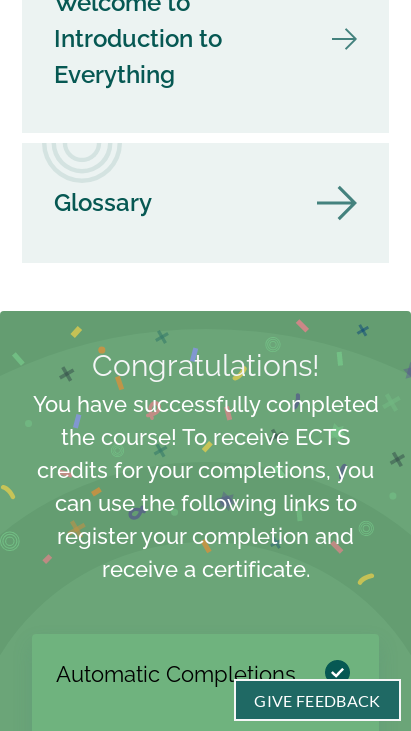 Welcome to
Introduction to
Everything
Glossary
Congratulations!
You have successfully completed
the course! To receive ECTS
credits for your completions, you
can use the following links to
register your completion and
receive a certificate.
Automatic Completions
GIVE FEEDBACK